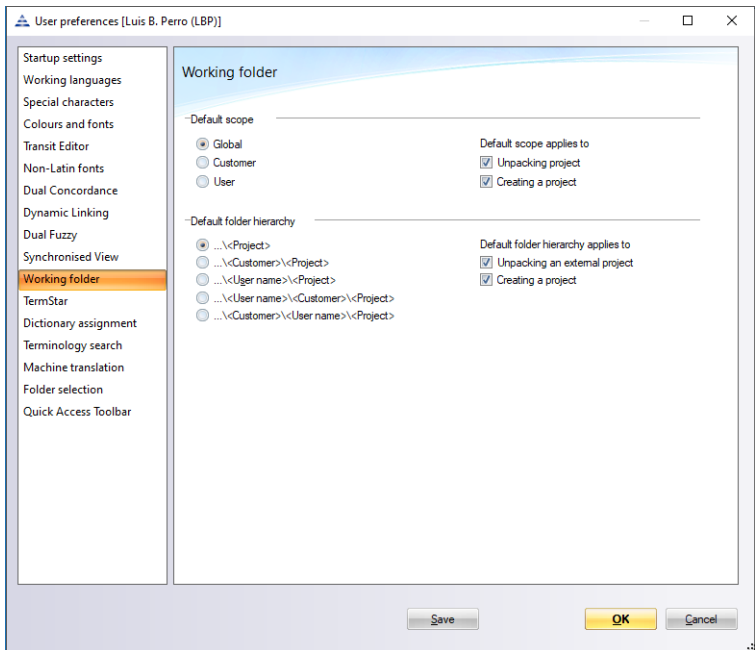 User preferences [Luis B. Perro (LBP)]
Startup settings
Working languages
Special characters
Colours and fonts
Transit Editor
Non-Latin fonts
Dual Concordance
Dynamic Linking
Dual Fuzzy
Synchronised View
Working folder
TermStar
Dictionary assignment
Terminology search
Machine translation
Folder selection
Quick Access Toolbar
Working folder
Default scope
Global
Customer
User
Default scope applies to
Unpacking project
Creating a project
Default folder hierarchy
...\<Project>
...\<Customer>\<Project>
...\<User name>\<Project>
...\<User name>\<Customer>\<Project>
...\<Customer>\<User name>\<Project>
Default folder hierarchy applies to
Unpacking an external project
Creating a project
Save
OK
Cancel